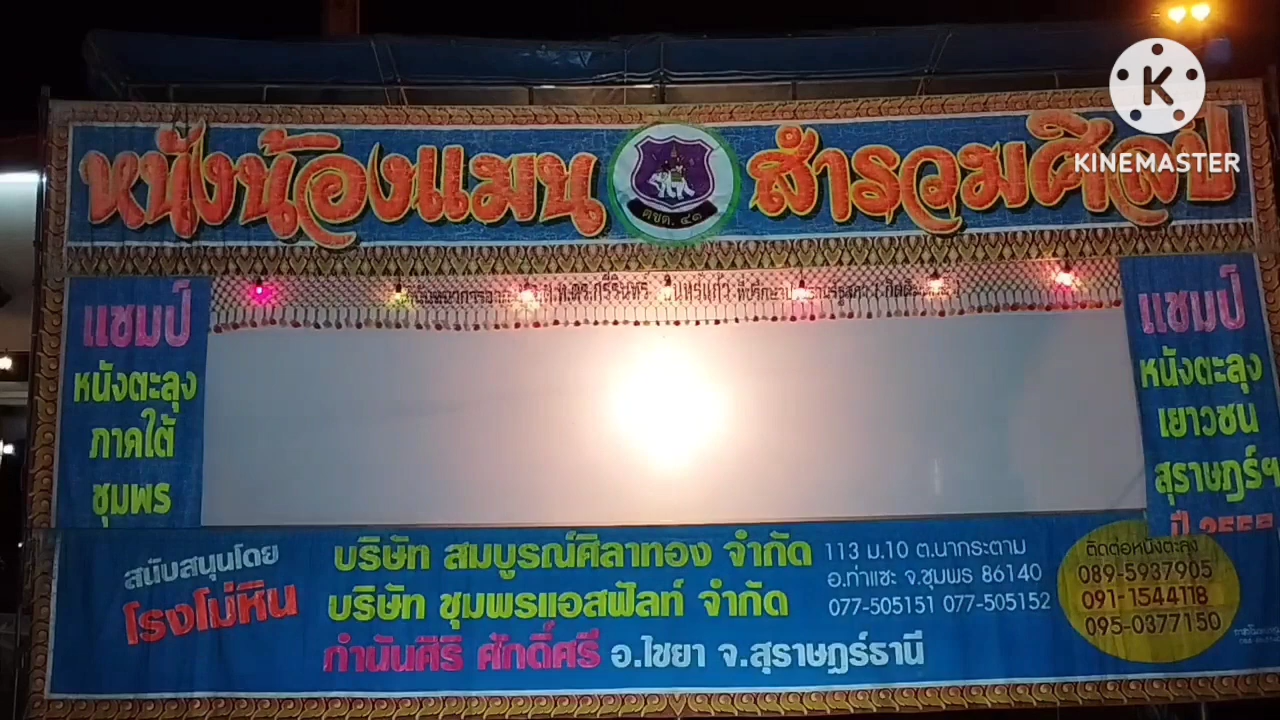 หนังน้องแมน สำรวมศิลป์
ศขต. ๔๑
KINEMASTER
แชมป์
หนังตะลุง
ภาคใต้
ชุมพร
แชมป์
หนังตะลุง
เยาวชน
สุราษฎร์ฯ
ปี 2555
สนับสนุนโดย
โรงโม่หิน
บริษัท สมบูรณ์ศิลาทอง จำกัด
บริษัท ชุมพรแอสฟัลท์ จำกัด
กำนันศิริ ศักดิ์ศรี อ.ไชยา จ.สุราษฎร์ธานี
113 ม.10 ต.นากระตาม
อ.ท่าแซะ จ.ชุมพร 86140
077-505151 077-505152
ติดต่อหนังตะลุง
089-5937905
091-1544118
095-0377150